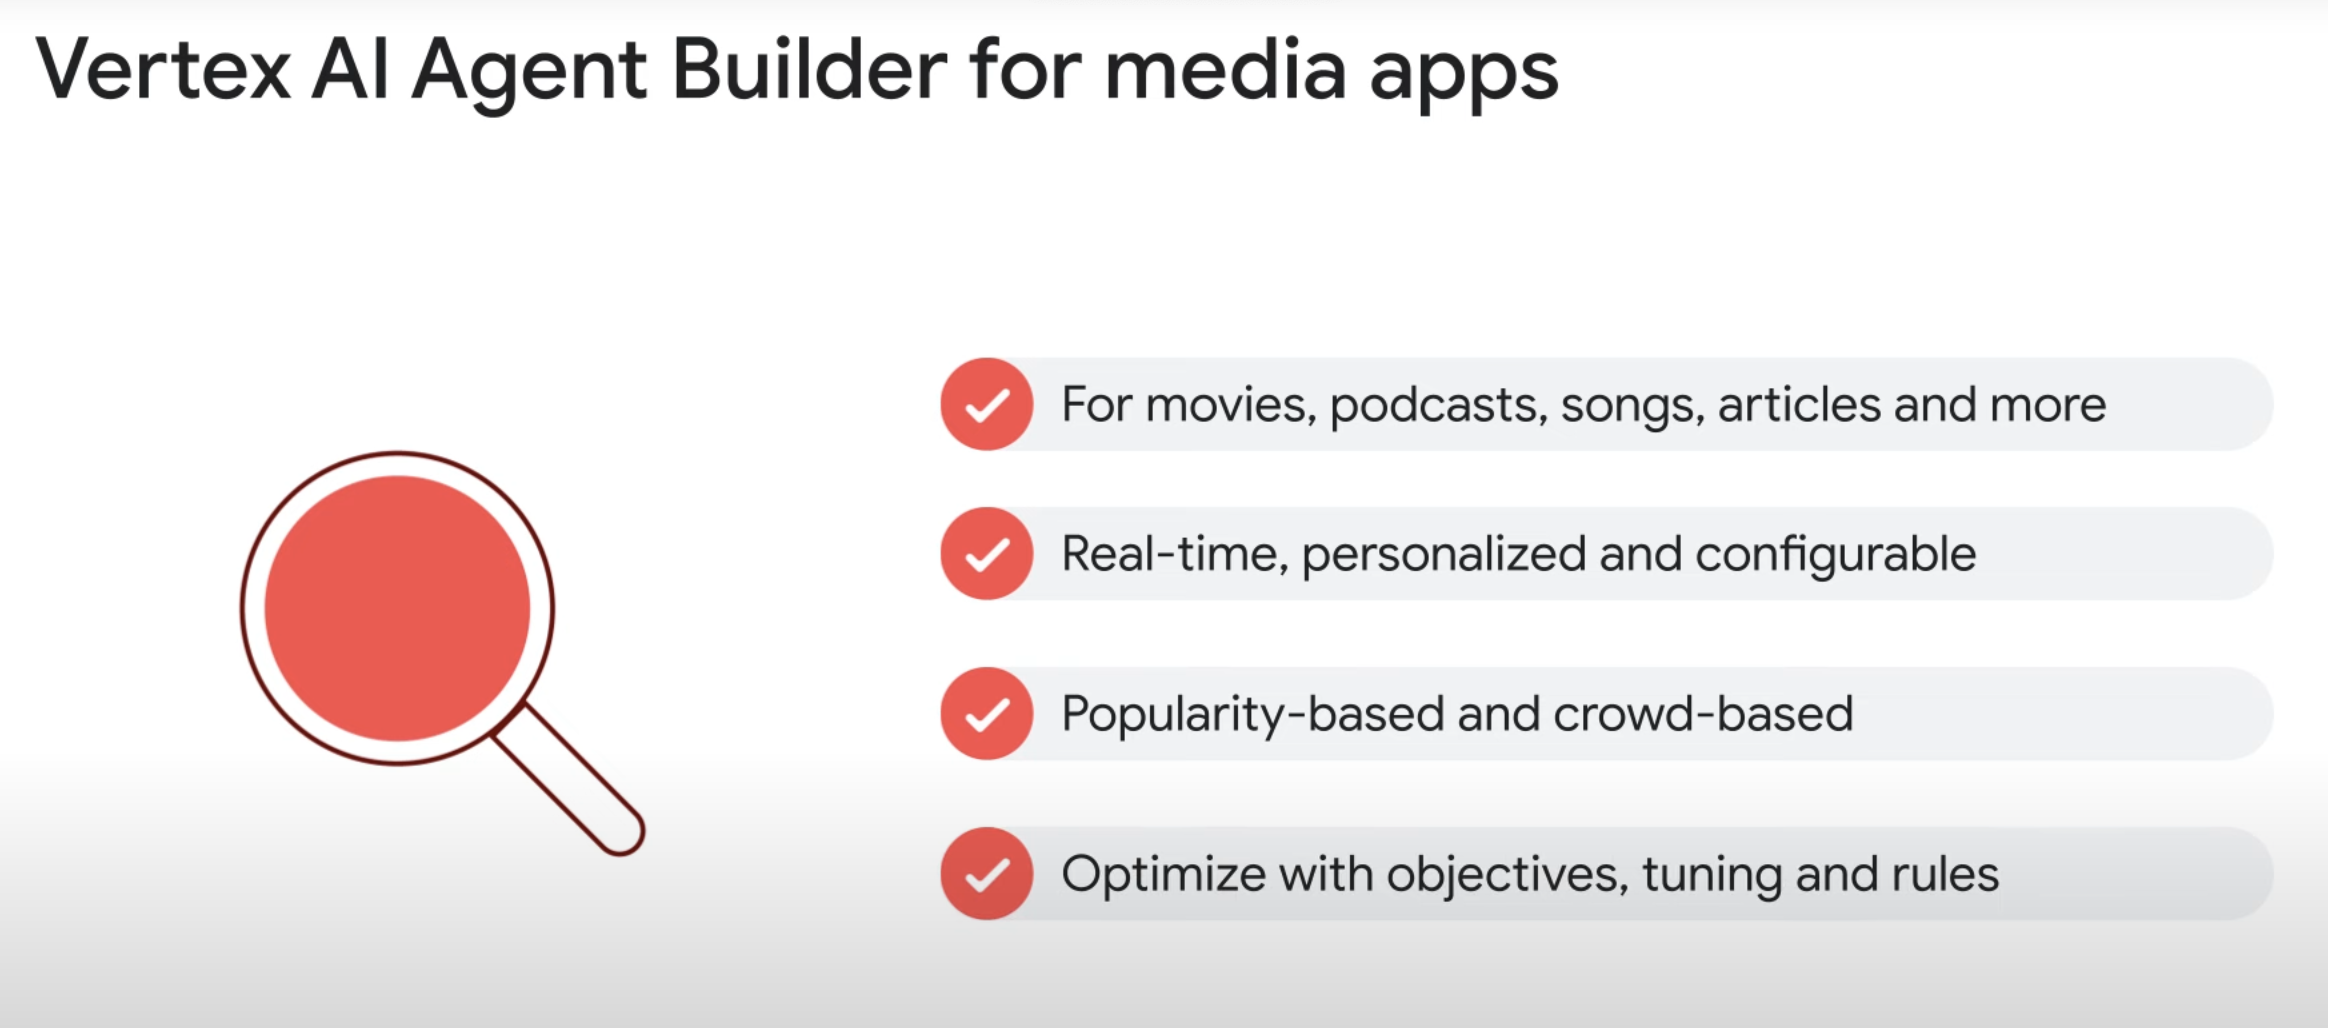 Vertex AI Agent Builder for media apps
For movies, podcasts, songs, articles and more
Real-time, personalized and configurable
Popularity-based and crowd-based
Optimize with objectives, tuning and rules